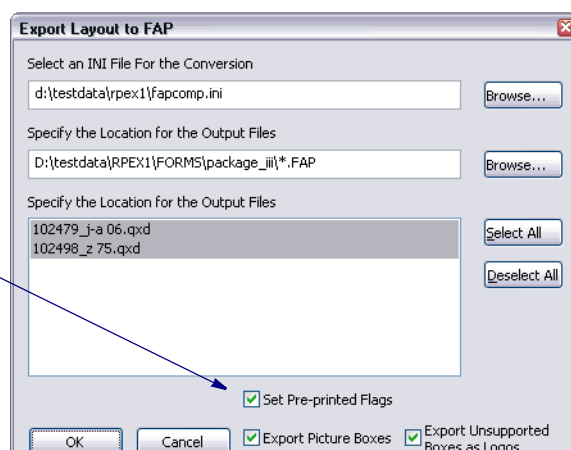 Export Layout to FAP
Select an INI File For the Conversion
d:\testdata\rpex1\fapcomp.ini
Browse...
Specify the Location for the Output Files
D:\testdata\RPEX1\FORMS\package_iii\*.FAP
Browse...
Specify the Location for the Output Files
102479_j-a 06.qxd
102498_z 75.qxd
Select All
Deselect All
Set Pre-printed Flags
OK
Cancel
Export Picture Boxes
Export Unsupported
Boxes as Logos